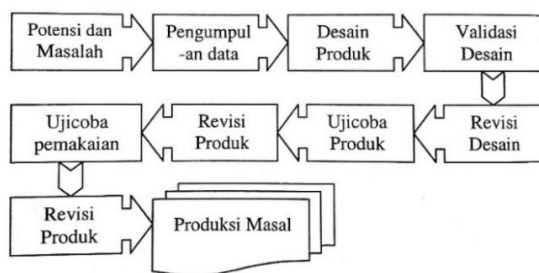 Potensi dan
Masalah
Pengumpul
-an data
Desain
Produk
Validasi
Desain
Revisi
Desain
Ujicoba
Produk
Revisi
Produk
Ujicoba
pemakaian
Revisi
Produk
Produksi Masal